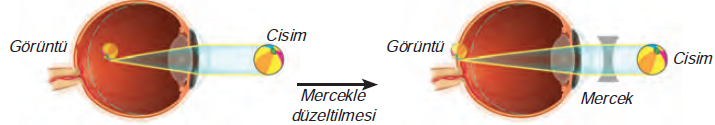 Görüntü
Cisim
Mercekle
düzeltilmesi
Görüntü
Cisim
Mercek